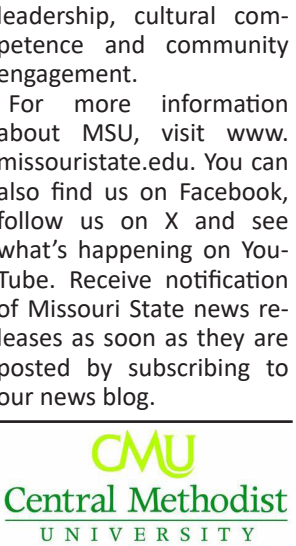 leadership, cultural com-
petence and community
engagement.
For more information
about MSU, visit www.
missouristate.edu. You can
also find us on Facebook,
follow us on X and see
what's happening on You-
Tube. Receive notification
of Missouri State news re-
leases as soon as they are
posted by subscribing to
our news blog.
CMU
Central Methodist
UNIVERSITY